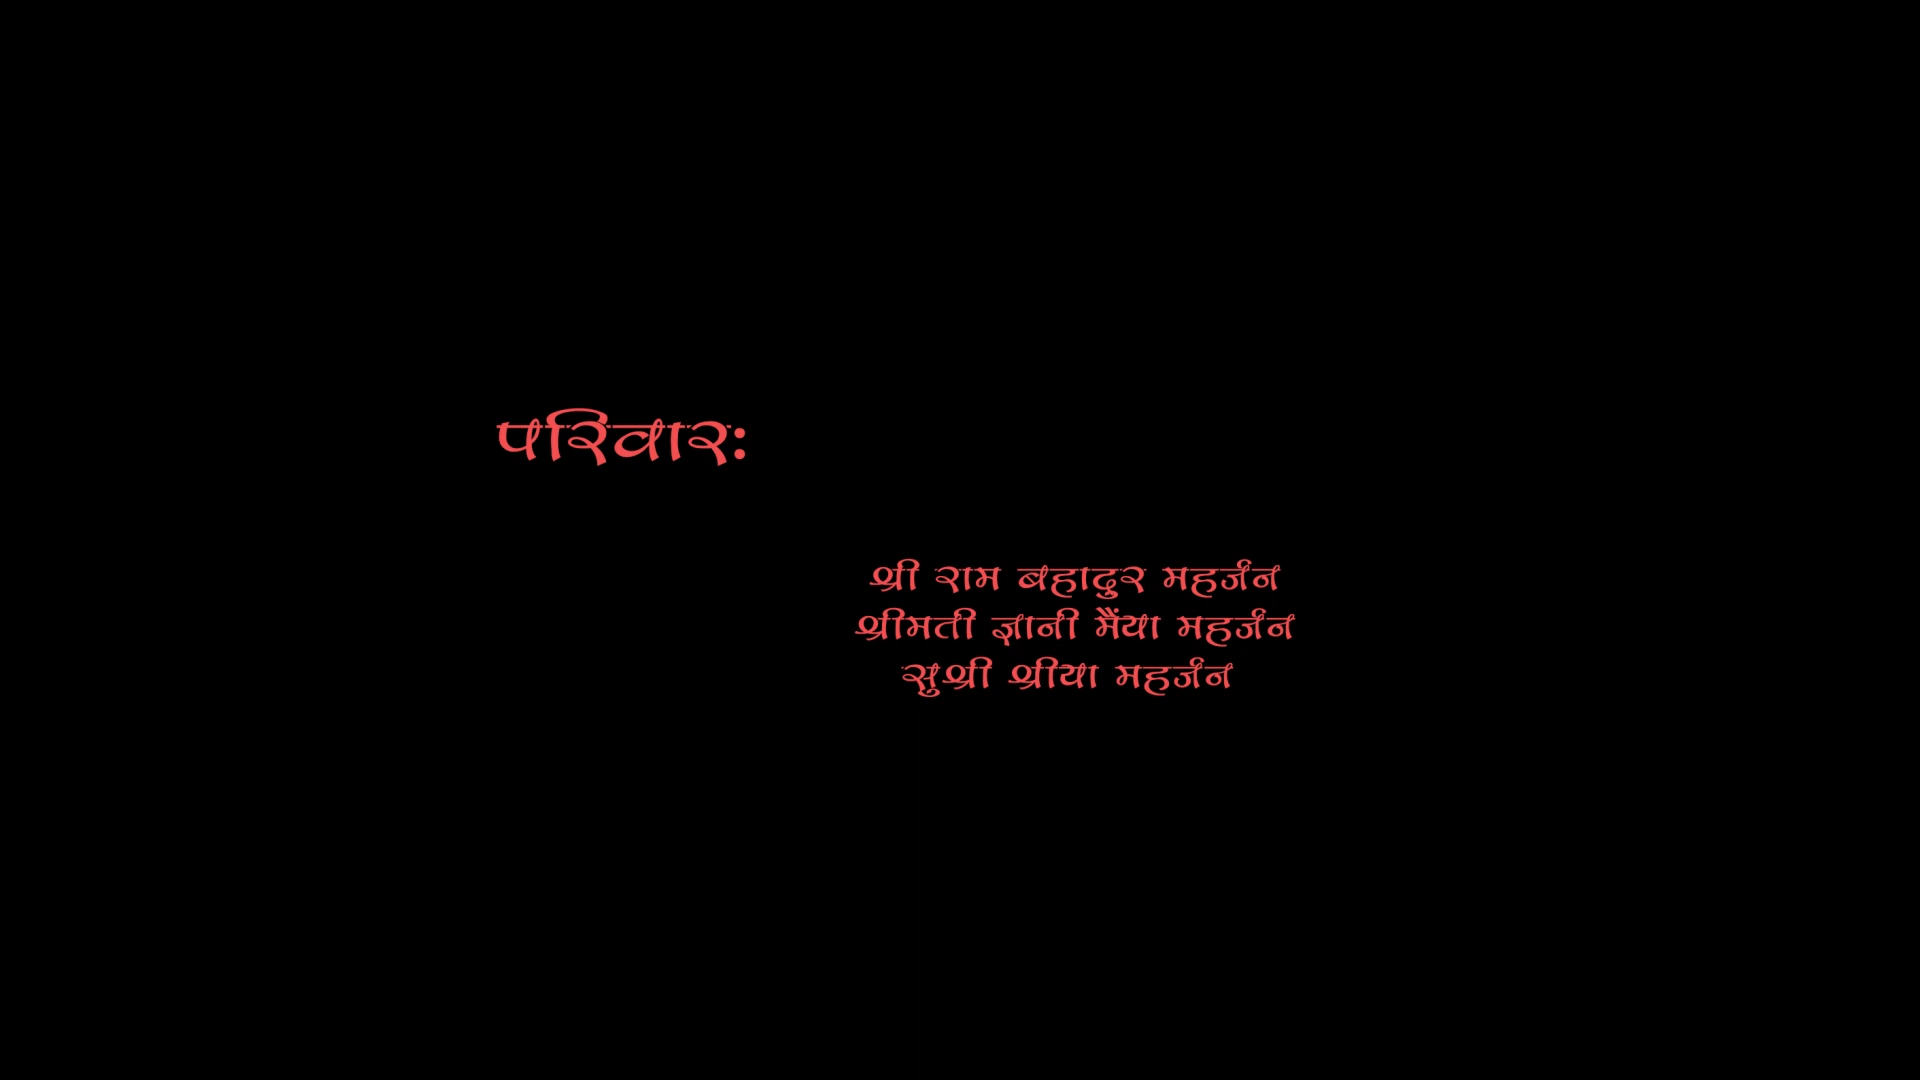 परिवार:
श्री राम बहादुर महर्जन
श्रीमती ज्ञानी मैंया महर्जन
सुश्री श्रीया महर्जन